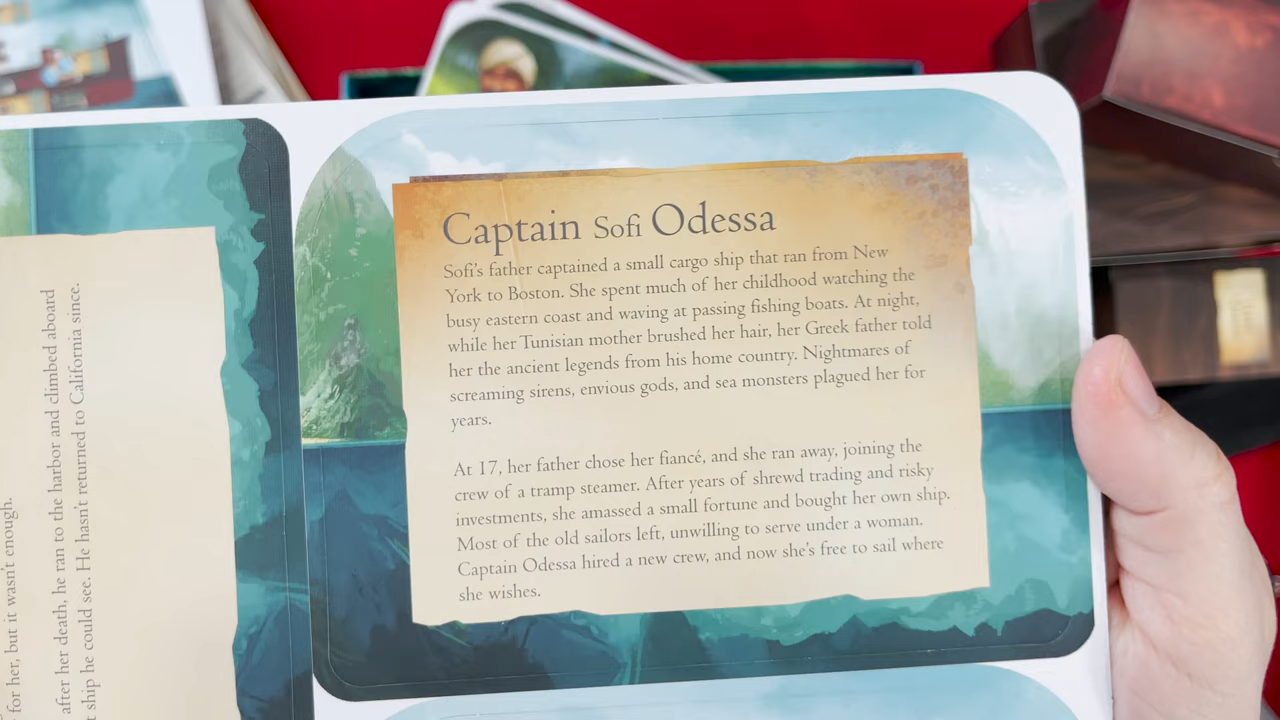 Captain Sofi Odessa
Sofi's father captained a small cargo ship that ran from New
York to Boston. She spent much of her childhood watching the
busy eastern coast and waving at passing fishing boats. At night,
while her Tunisian mother brushed her hair, her Greek father told
her the ancient legends from his home country. Nightmares of
screaming sirens, envious gods, and sea monsters plagued her for
years.
At 17, her father chose her fiancé, and she ran away, joining the
crew of a tramp steamer. After years of shrewd trading and risky
investments, she amassed a small fortune and bought her own ship.
Most of the old sailors left, unwilling to serve under a woman.
Captain Odessa hired a new crew, and now she's free to sail where
she wishes.
for her, but it wasn't enough.
after her death, he ran to the harbor and climbed aboard
ship he could see. He hasn't returned to California since.